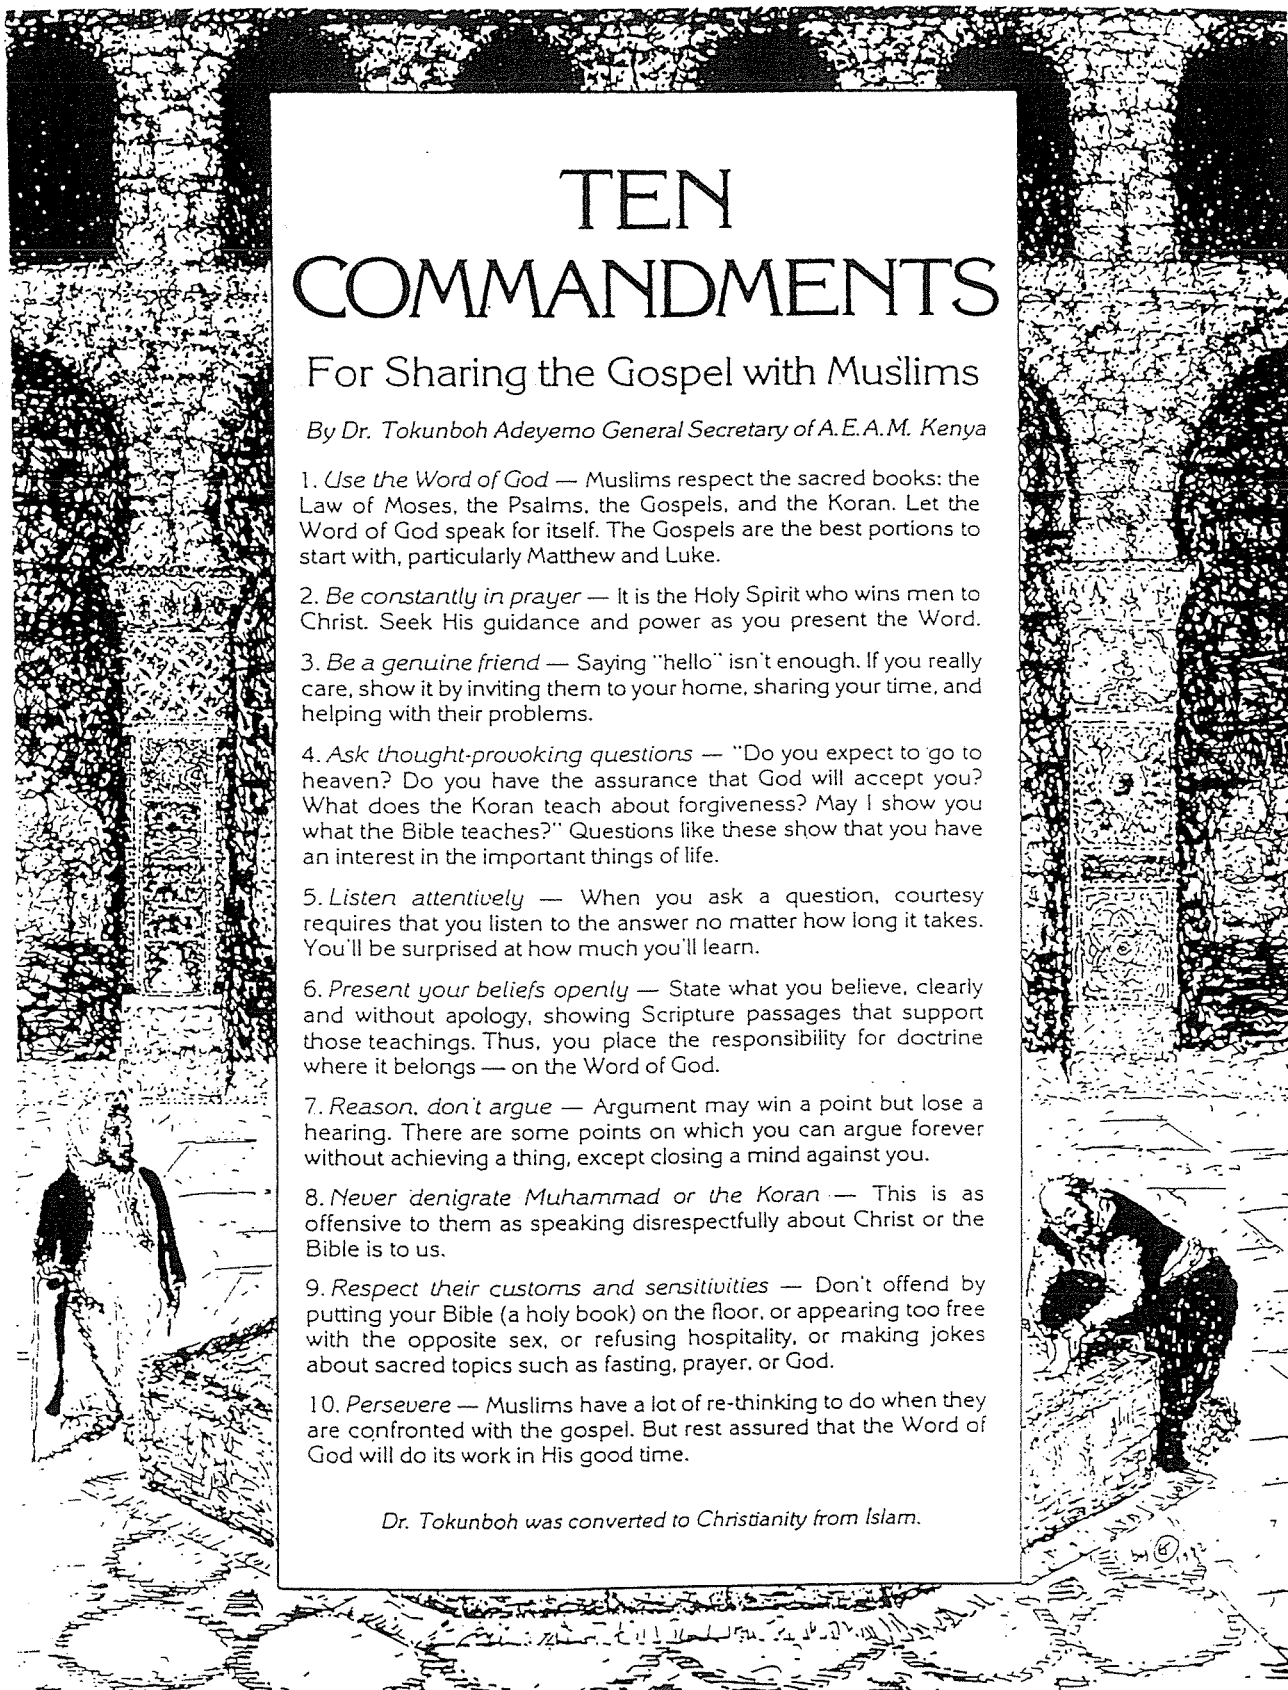 TEN
COMMANDMENTS
For Sharing the Gospel with Muslims
By Dr. Tokunboh Adeyemo General Secretary of A.E.A.M. Kenya
1. Use the Word of God — Muslims respect the sacred books: the
Law of Moses, the Psalms, the Gospels, and the Koran. Let the
Word of God speak for itself. The Gospels are the best portions to
start with, particularly Matthew and Luke.
2. Be constantly in prayer — It is the Holy Spirit who wins men to
Christ. Seek His guidance and power as you present the Word.
3. Be a genuine friend — Saying "hello" isn't enough. If you really
care, show it by inviting them to your home, sharing your time, and
helping with their problems.
4. Ask thought-provoking questions — "Do you expect to go to
heaven? Do you have the assurance that God will accept you?
What does the Koran teach about forgiveness? May I show you
what the Bible teaches?" Questions like these show that you have
an interest in the important things of life.
5. Listen attentively — When you ask a question, courtesy
requires that you listen to the answer no matter how long it takes.
You'll be surprised at how much you'll learn.
6. Present your beliefs openly — State what you believe, clearly
and without apology, showing Scripture passages that support
those teachings. Thus, you place the responsibility for doctrine
where it belongs — on the Word of God.
7. Reason, don't argue — Argument may win a point but lose a
hearing. There are some points on which you can argue forever
without achieving a thing, except closing a mind against you.
8. Never denigrate Muhammad or the Koran — This is as
offensive to them as speaking disrespectfully about Christ or the
Bible is to us.
9. Respect their customs and sensitivities — Don't offend by
putting your Bible (a holy book) on the floor, or appearing too free
with the opposite sex, or refusing hospitality, or making jokes
about sacred topics such as fasting, prayer, or God.
10. Persevere — Muslims have a lot of re-thinking to do when they
are confronted with the gospel. But rest assured that the Word of
God will do its work in His good time.
Dr. Tokunboh was converted to Christianity from Islam.